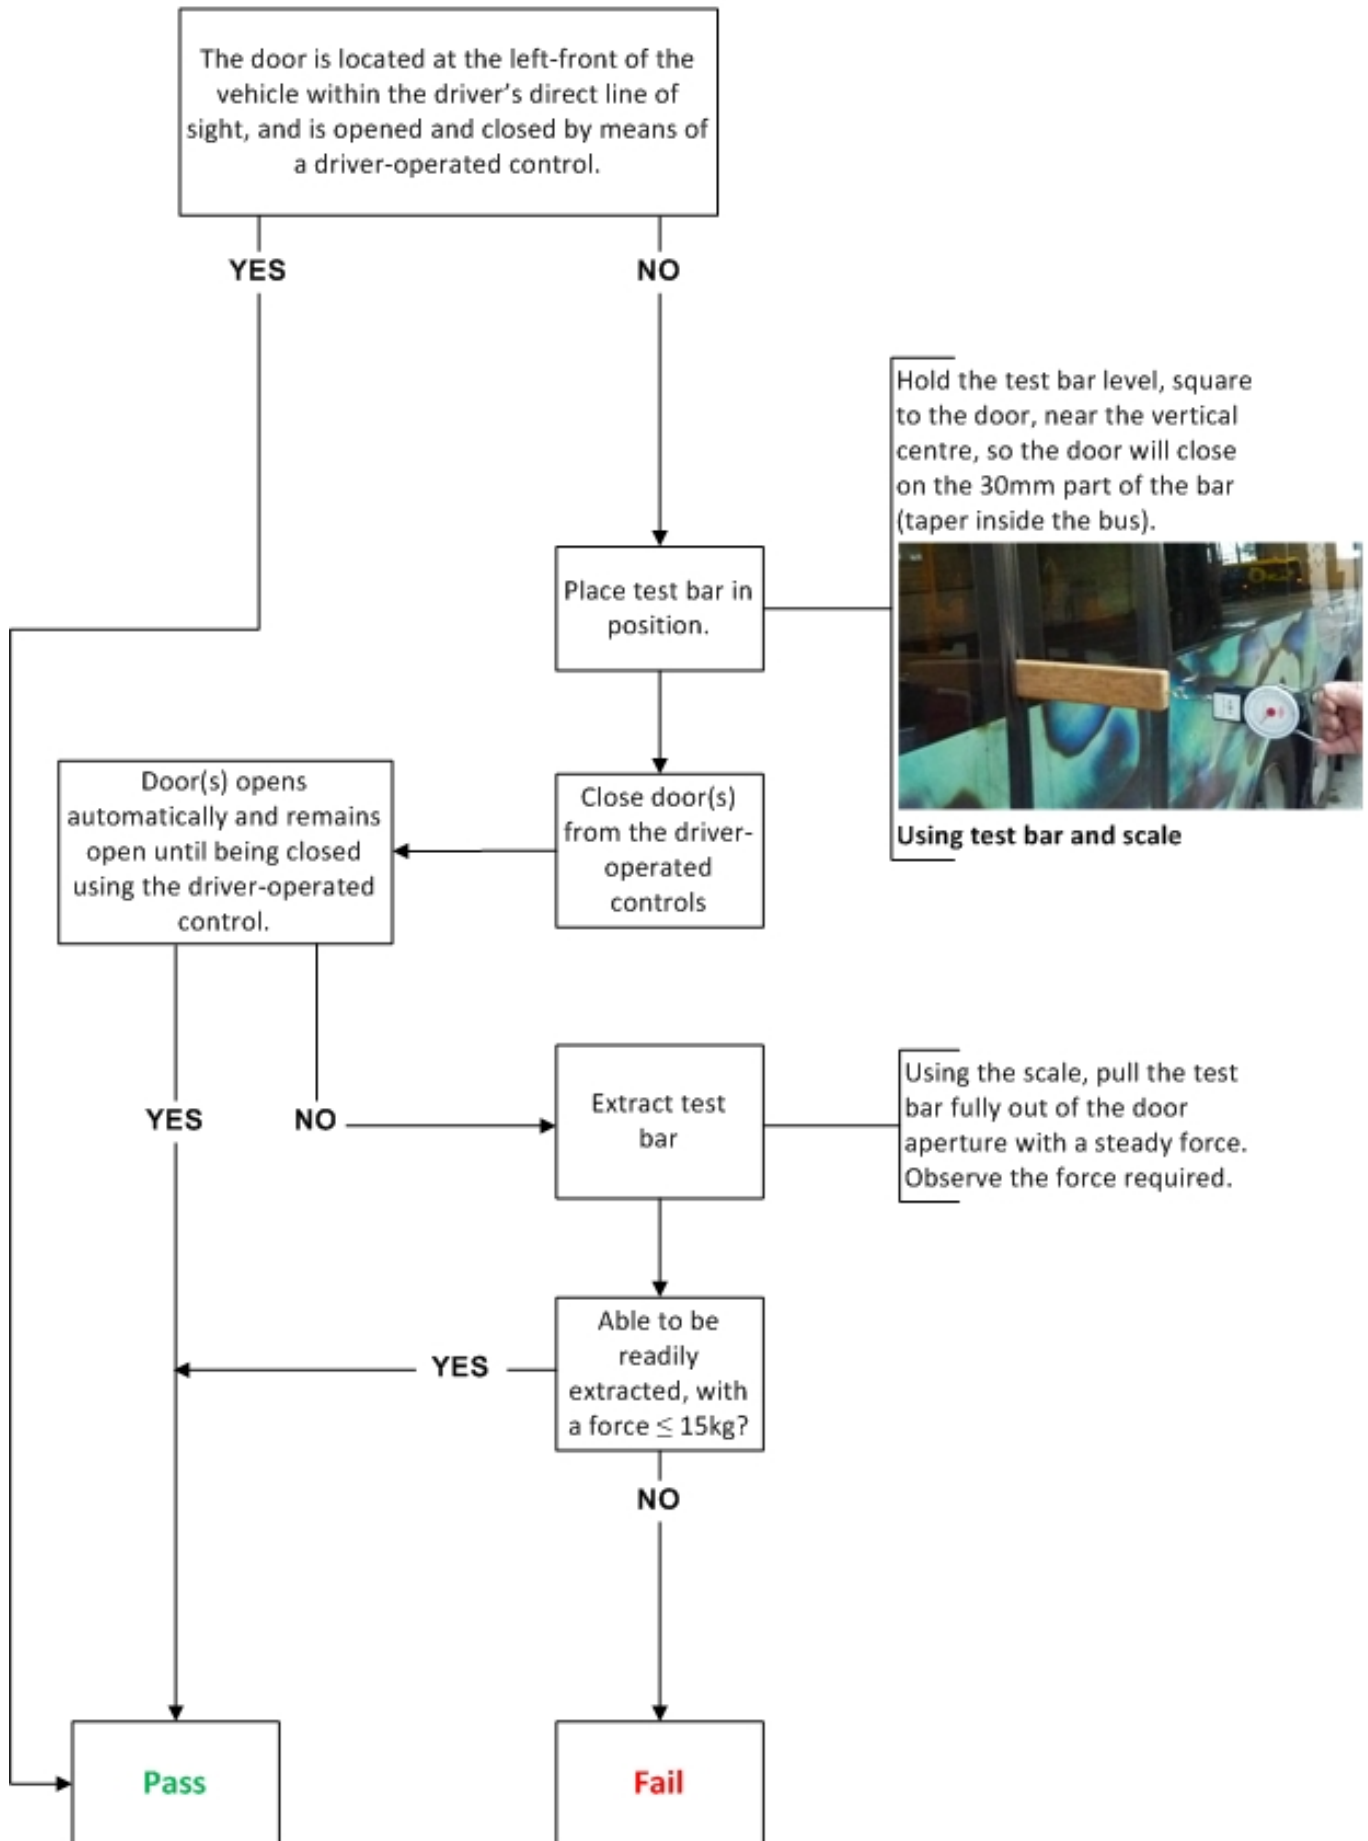 The door is located at the left-front of the
vehicle within the driver’s direct line of
sight, and is opened and closed by means of
a driver-operated control.
YES
NO
Hold the test bar level, square
to the door, near the vertical
centre, so the door will close
on the 30mm part of the bar
(taper inside the bus).
Place test bar in
position.
Using test bar and scale
Close door(s)
from the driver-
operated
controls
Door(s) opens
automatically and remains
open until being closed
using the driver-operated
control.
YES
NO
Extract test
bar
Using the scale, pull the test
bar fully out of the door
aperture with a steady force.
Observe the force required.
Able to be
readily
extracted, with
a force ≤ 15kg?
YES
NO
Pass
Fail